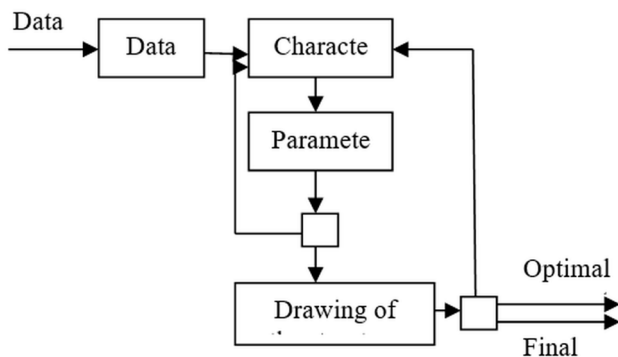 Data
Data
Characte
Paramete
Drawing of
Optimal
Final